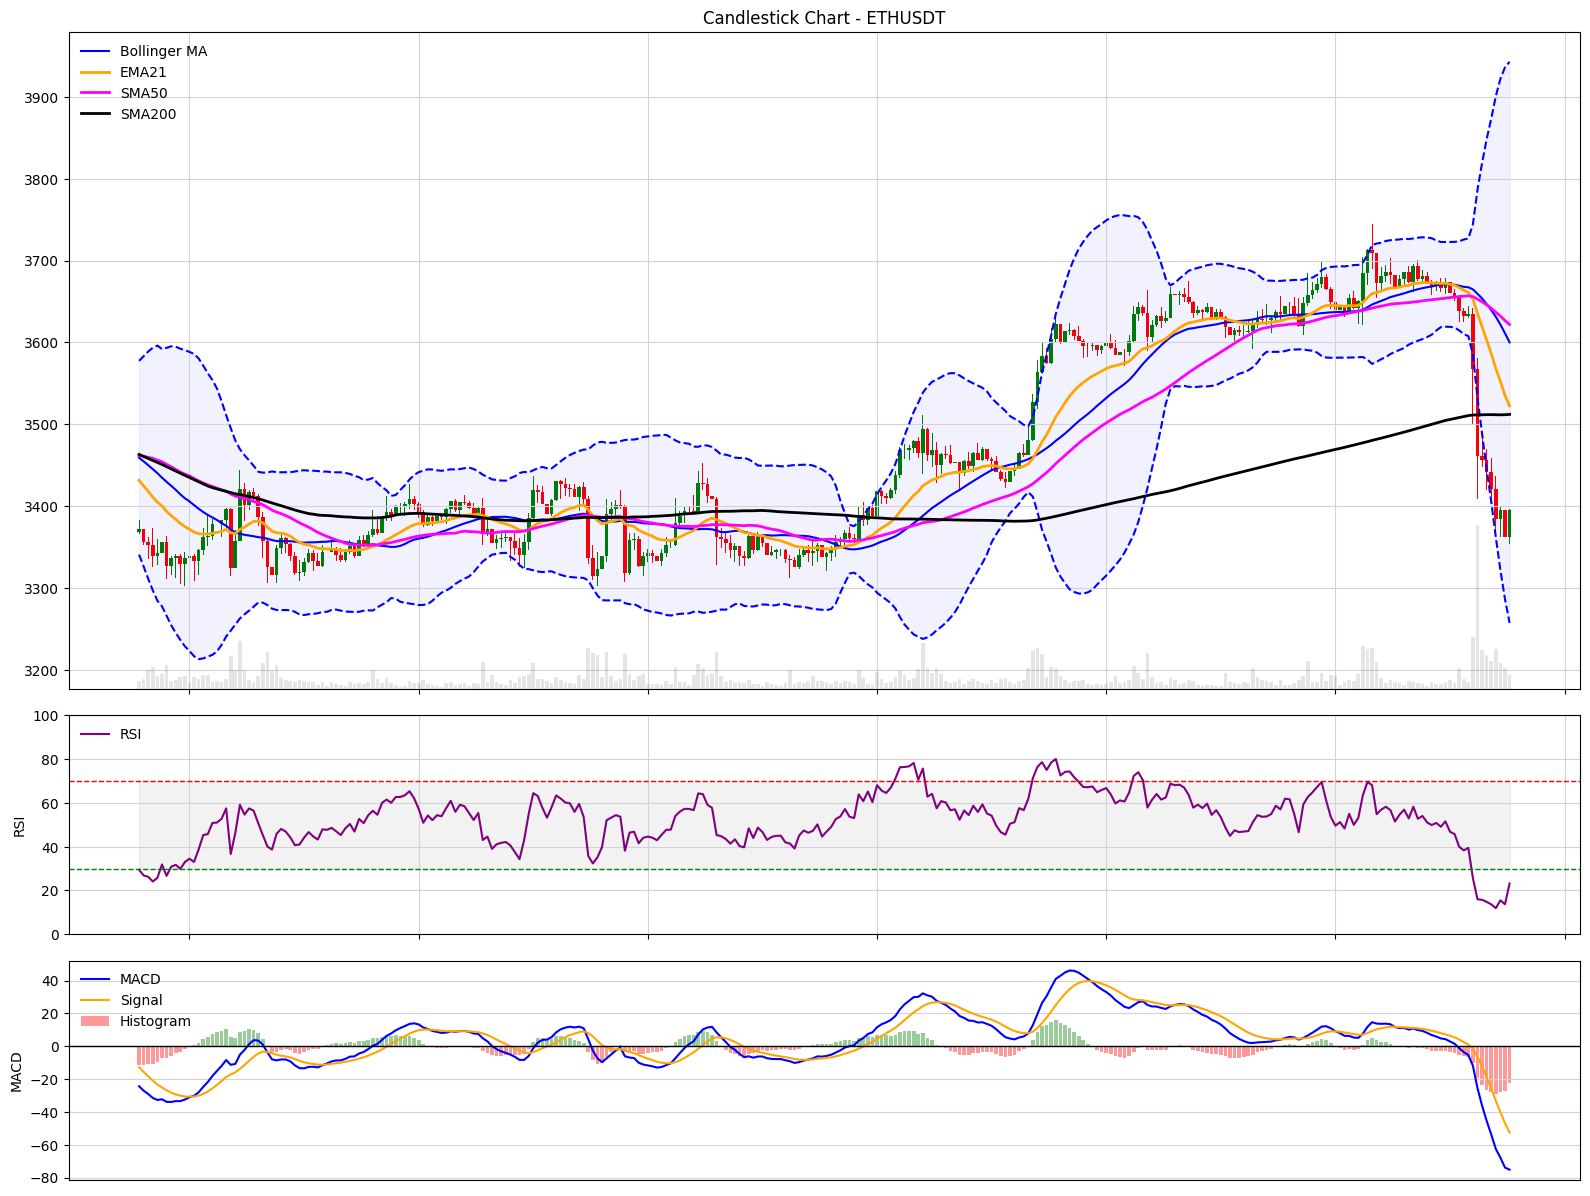 Candlestick Chart - ETHUSDT
Bollinger MA
EMA21
SMA50
SMA200
3900
3800
3700
3600
3500
3400
3300
3200
100
RSI
80
60
RSI
40
20
0
MACD
40
Signal
20
Histogram
0
MACD
−20
−40
−60
−80